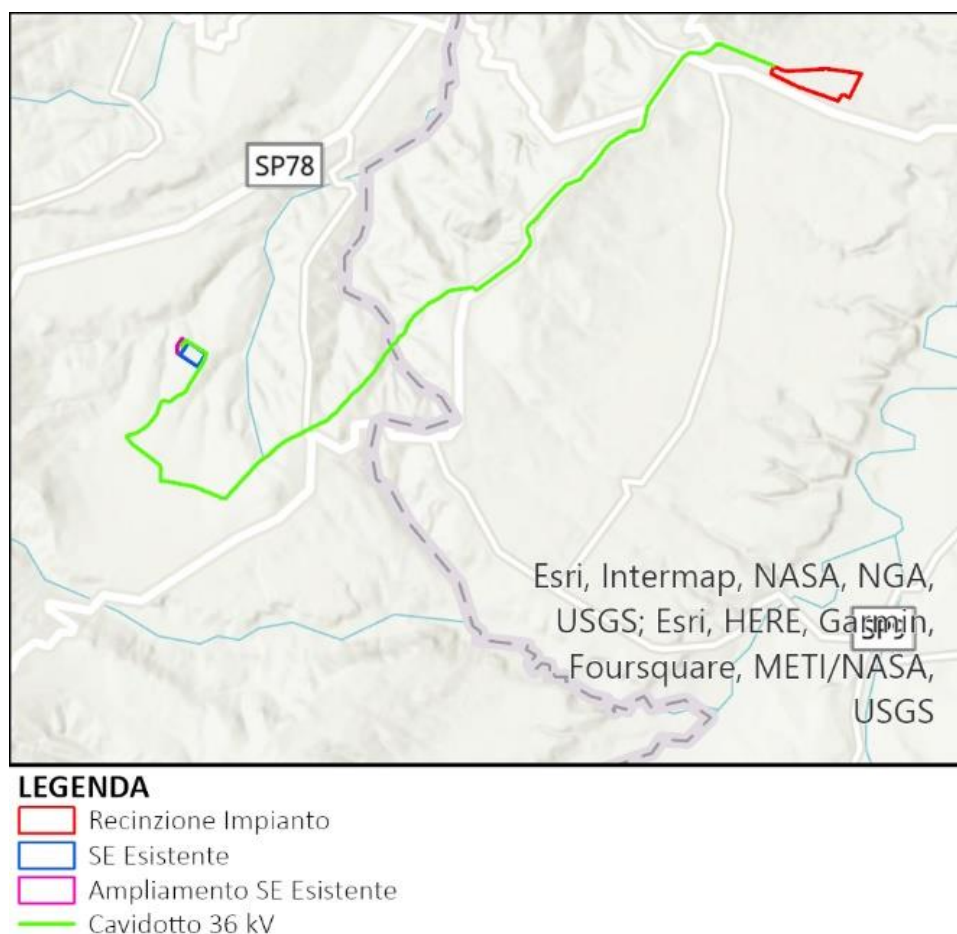 SP78
Esri, Intermap, NASA, NGA,
USGS; Esri, HERE, Garmin,
Foursquare, METI/NASA,
USGS
LEGENDA
Recinzione Impianto
SE Esistente
Ampliamento SE Esistente
Cavidotto 36 kV